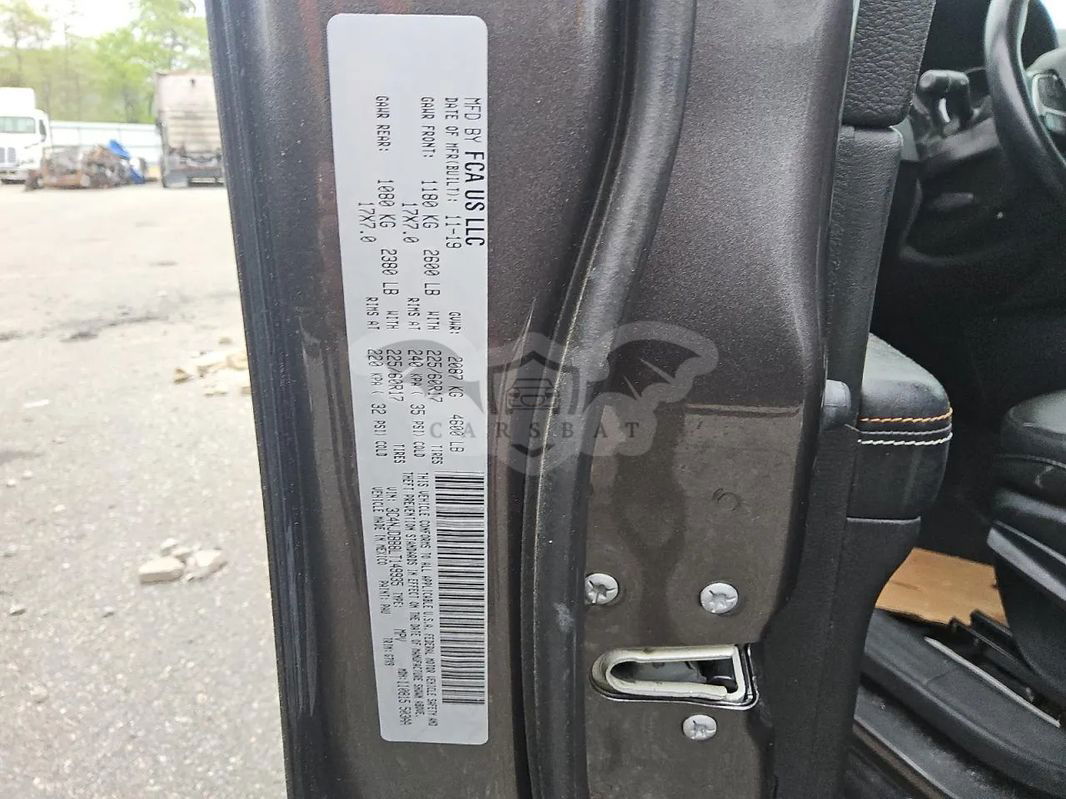 MFD BY FCA US LLC
DATE OF MFR(BUILT): 11-19 GVWR: 2087 KG 4600 LB
GAWR FRONT: 1180 KG 2600 LB WITH 225/60R17 TIRES
17X7.0 RIMS AT 240 KPA ( 35 PSI) COLD
GAWR REAR: 1080 KG 2380 LB WITH 225/60R17 TIRES
17X7.0 RIMS AT 220 KPA ( 32 PSI) COLD
THIS VEHICLE CONFORMS TO ALL APPLICABLE U.S.A. FEDERAL MOTOR VEHICLE SAFETY AND
THEFT PREVENTION STANDARDS IN EFFECT ON THE DATE OF MANUFACTURE SHOWN ABOVE.
VIN: TYPE: MPV
VEHICLE MADE IN MEXICO PAINT: PAU TRIM:
CARSBAT